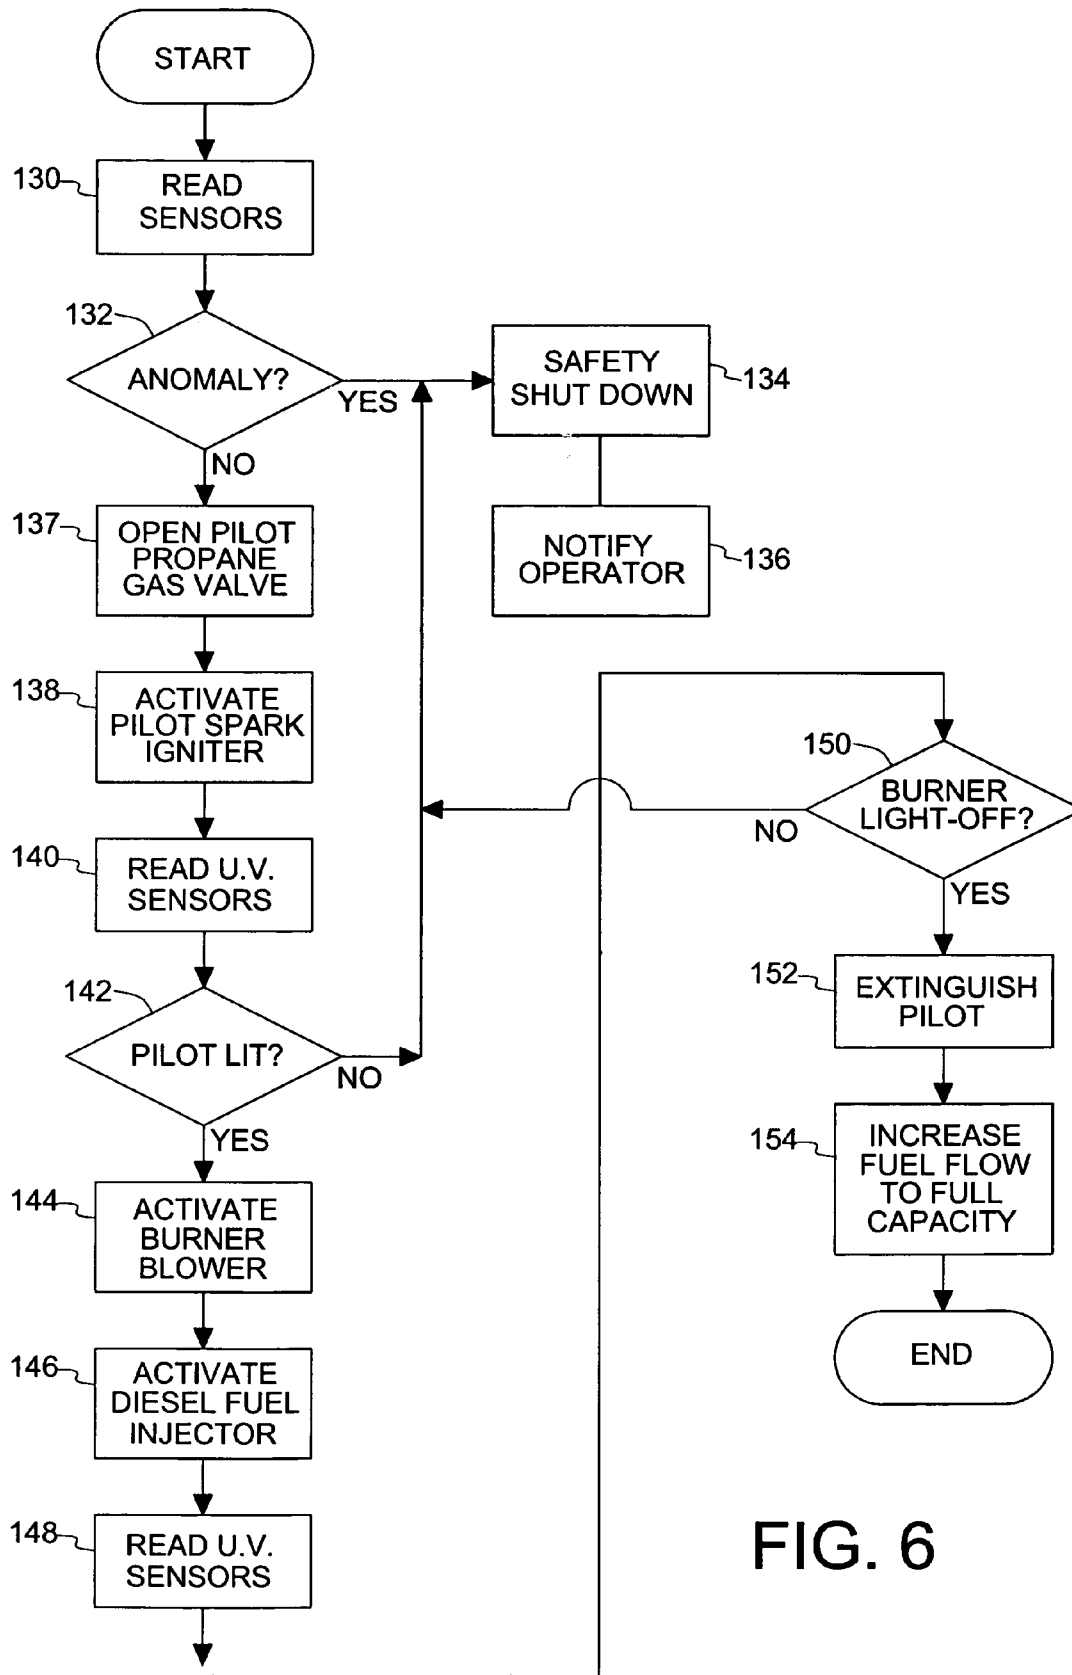 START
130
READ
SENSORS
132
ANOMALY?
YES
NO
SAFETY
SHUT DOWN
134
NOTIFY
OPERATOR
136
137
OPEN PILOT
PROPANE
GAS VALVE
138
ACTIVATE
PILOT SPARK
IGNITER
140
READ U.V.
SENSORS
142
PILOT LIT?
NO
YES
144
ACTIVATE
BURNER
BLOWER
146
ACTIVATE
DIESEL FUEL
INJECTOR
148
READ U.V.
SENSORS
150
BURNER
LIGHT-OFF?
NO
YES
152
EXTINGUISH
PILOT
154
INCREASE
FUEL FLOW
TO FULL
CAPACITY
END
FIG. 6